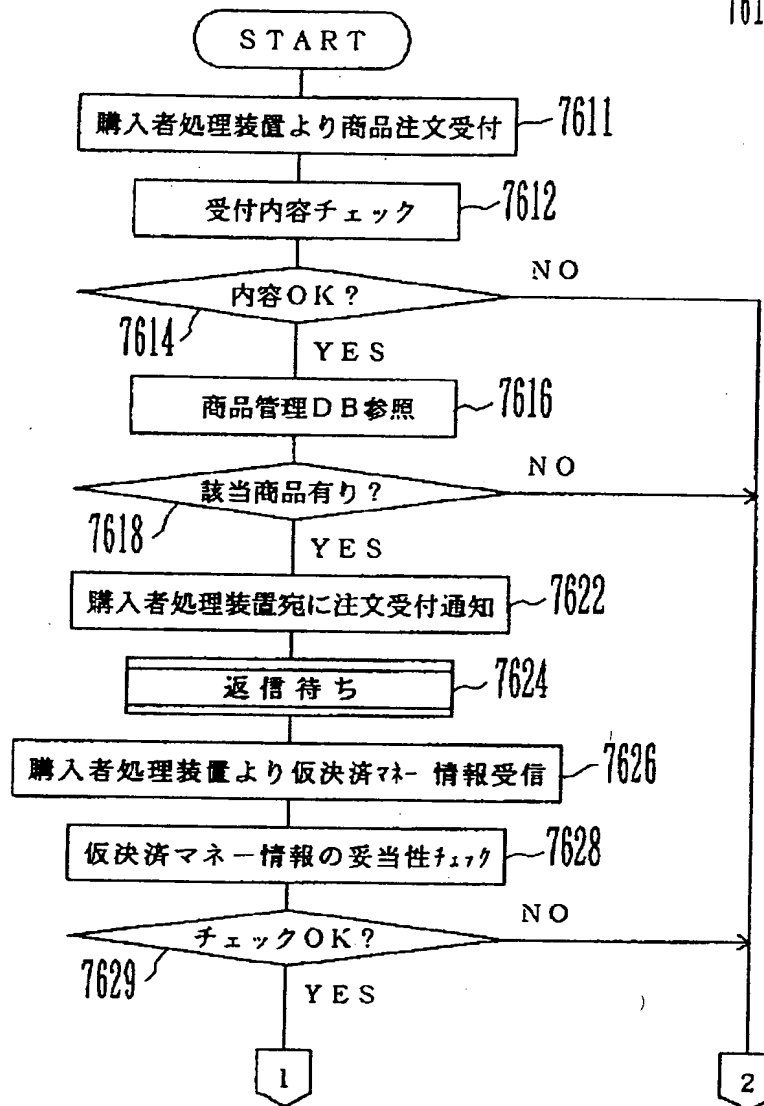 761
START
購入者処理装置より商品注文受付
7611
受付内容チェック
7612
内容OK?
NO
7614
YES
商品管理DB参照
7616
該当商品有り?
NO
7618
YES
購入者処理装置宛に注文受付通知
7622
返信待ち
7624
購入者処理装置より仮決済マネー情報受信
7626
仮決済マネー情報の妥当性チェック
7628
チェックOK?
NO
7629
YES
1
2